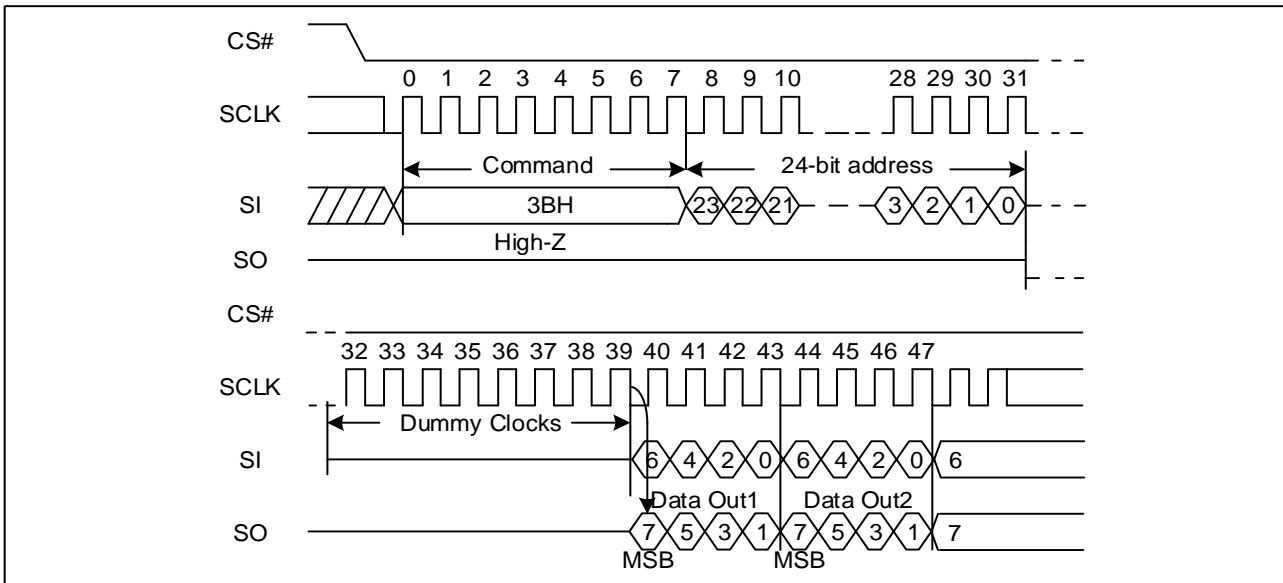 CS#
0 1 2 3 4 5 6 7 8 9 10 28 29 30 31
SCLK
Command 24-bit address
SI 3BH 23 22 21 3 2 1 0
High-Z
SO
CS#
32 33 34 35 36 37 38 39 40 41 42 43 44 45 46 47
SCLK
Dummy Clocks
SI 6 4 2 0 6 4 2 0 6
Data Out1 Data Out2
SO 7 5 3 1 7 5 3 1 7
MSB MSB